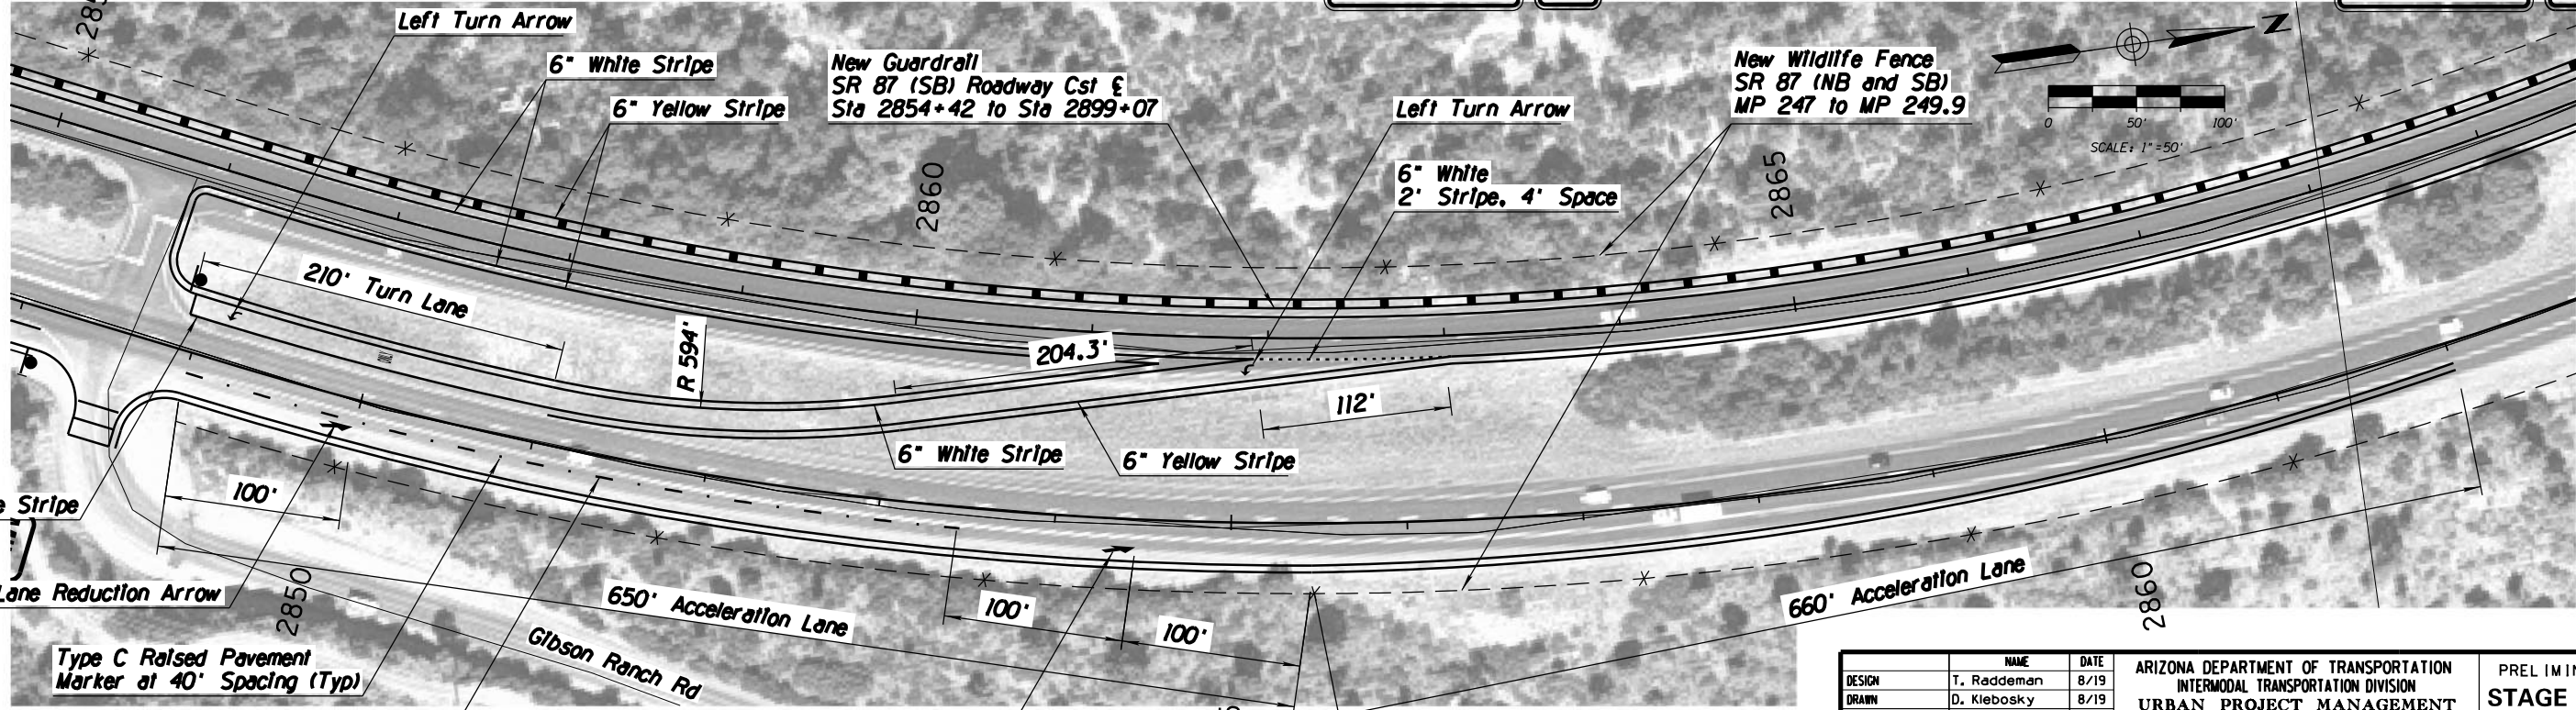 Left Turn Arrow
6" White Stripe
6" Yellow Stripe
New Guardrail
SR 87 (SB) Roadway Cst ℄
Sta 2854+42 to Sta 2899+07
Left Turn Arrow
6" White
2' Stripe, 4' Space
New Wildlife Fence
SR 87 (NB and SB)
MP 247 to MP 249.9
N
0 50' 100'
SCALE: 1"=50'
2860
2865
210' Turn Lane
R 594'
204.3'
112'
6" White Stripe
6" Yellow Stripe
100'
Stripe
Lane Reduction Arrow
2850
650' Acceleration Lane
100'
100'
660' Acceleration Lane
2860
Gibson Ranch Rd
Type C Raised Pavement
Marker at 40' Spacing (Typ)
NAME DATE
DESIGN T. Raddeman 8/19
DRAWN D. Klebosky 8/19
ARIZONA DEPARTMENT OF TRANSPORTATION
INTERMODAL TRANSPORTATION DIVISION
URBAN PROJECT MANAGEMENT
PRELIMIN
STAGE